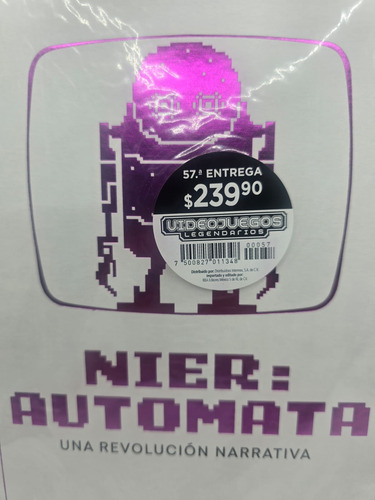 57.ª ENTREGA
$239.90
VIDEOJUEGOS
LEGENDARIOS
00057
7 500827 011348
NIER:
AUTOMATA
UNA REVOLUCIÓN NARRATIVA